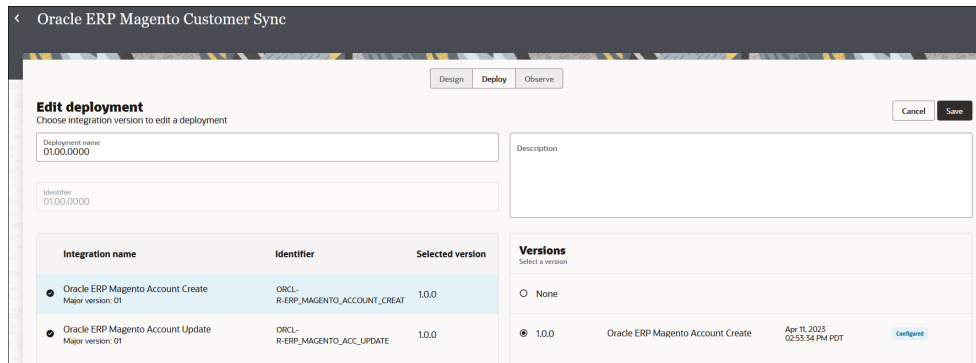 Oracle ERP Magento Customer Sync
Design Deploy Observe
Edit deployment
Choose integration version to edit a deployment
Cancel Save
Deployment name
01.00.0000
Description
Identifier
01.00.0000
Integration name Identifier Selected version
Oracle ERP Magento Account Create
Major version: 01
ORCL-
R-ERP_MAGENTO_ACCOUNT_CREAT
1.0.0
Oracle ERP Magento Account Update
Major version: 01
ORCL-
R-ERP_MAGENTO_ACC_UPDATE
1.0.0
Versions
Select a version
None
1.0.0 Oracle ERP Magento Account Create
Apr 11, 2023
02:53:34 PM PDT
Configured